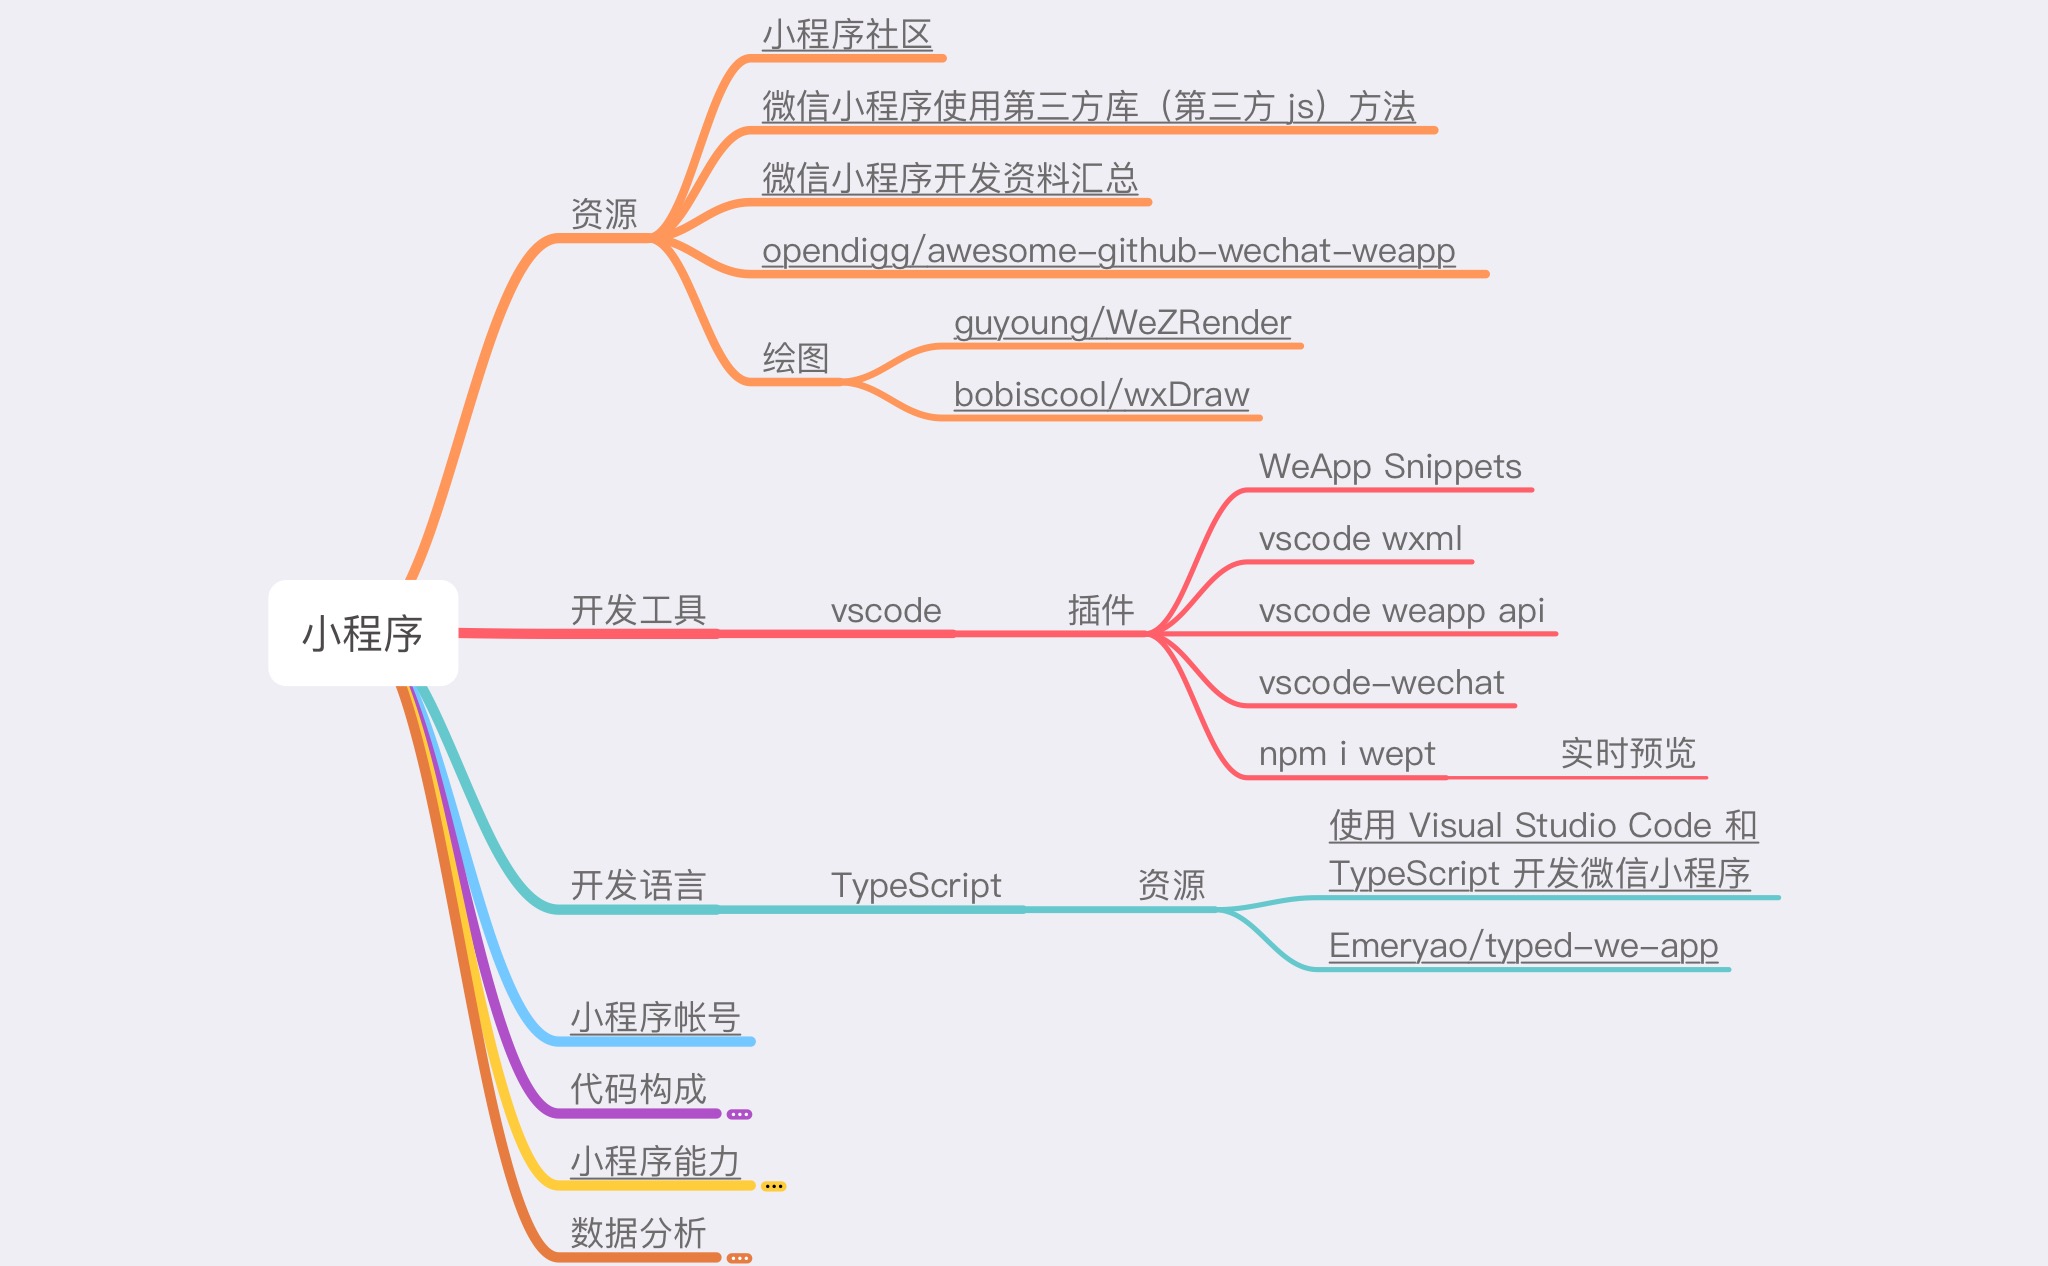 小程序社区
微信小程序使用第三方库（第三方 js）方法
微信小程序开发资料汇总
资源
opendigg/awesome-github-wechat-weapp
guyoung/WeZRender
绘图
bobiscool/wxDraw
WeApp Snippets
vscode wxml
小程序
开发工具
vscode
插件
vscode weapp api
vscode-wechat
npm i wept
实时预览
使用 Visual Studio Code 和
TypeScript 开发微信小程序
开发语言
TypeScript
资源
Emeryao/typed-we-app
小程序帐号
代码构成
小程序能力
数据分析